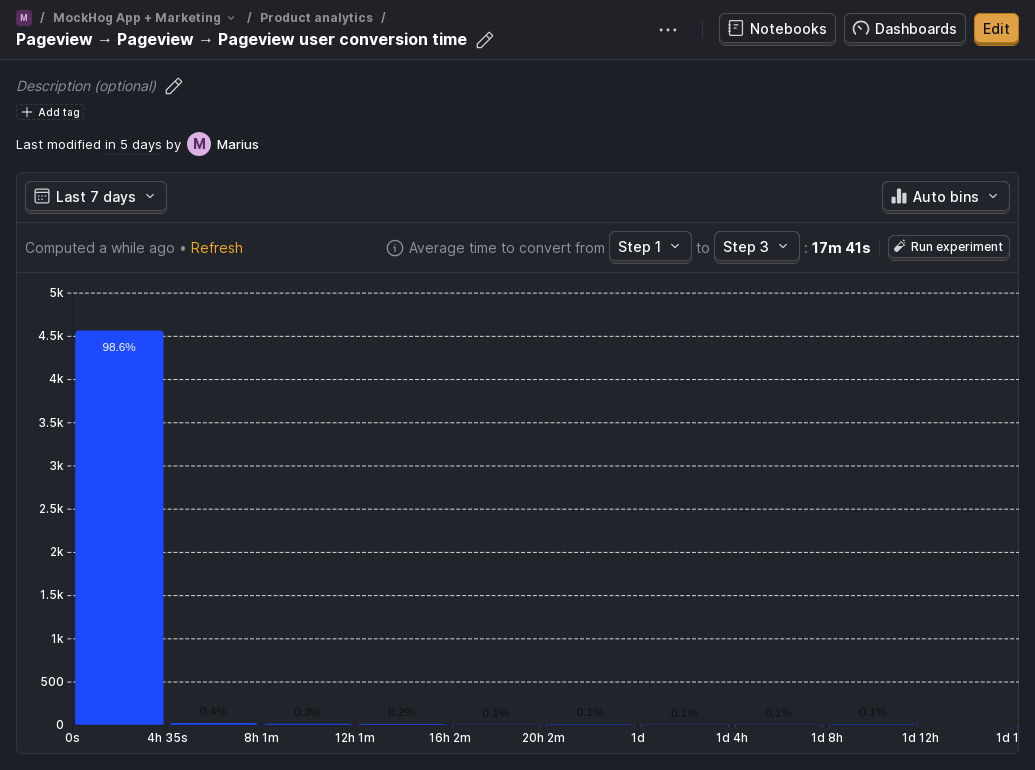 M / MockHog App + Marketing / Product analytics /
Pageview → Pageview → Pageview user conversion time
Notebooks
Dashboards
Edit
Description (optional)
Add tag
Last modified in 5 days by M Marius
Last 7 days
Auto bins
Computed a while ago • Refresh
Average time to convert from Step 1 to Step 3 : 17m 41s
Run experiment
5k
4.5k
4k
3.5k
3k
2.5k
2k
1.5k
1k
500
0
98.6%
0.4%
0.3%
0.2%
0.1%
0.1%
0.1%
0.1%
0.1%
0s
4h 35s
8h 1m
12h 1m
16h 2m
20h 2m
1d
1d 4h
1d 8h
1d 12h
1d 1